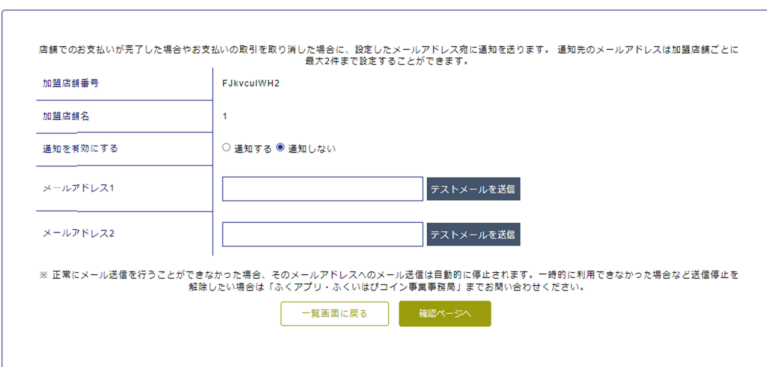 店舗でのお支払いが完了した場合やお支払いの取引を取り消した場合に、設定したメールアドレス宛に通知を送ります。 通知先のメールアドレスは加盟店舗ごとに
最大2件まで設定することができます。
加盟店舗番号
FJkvcuIWH2
加盟店舗名
1
通知を有効にする
通知する 通知しない
メールアドレス1
テストメールを送信
メールアドレス2
テストメールを送信
※ 正常にメール送信を行うことができなかった場合、そのメールアドレスへのメール送信は自動的に停止されます。一時的に利用できなかった場合など送信停止を
解除したい場合は「ふくアプリ・ふくいはぴコイン事業事務局」までお問い合わせください。
一覧画面に戻る
確認ページへ